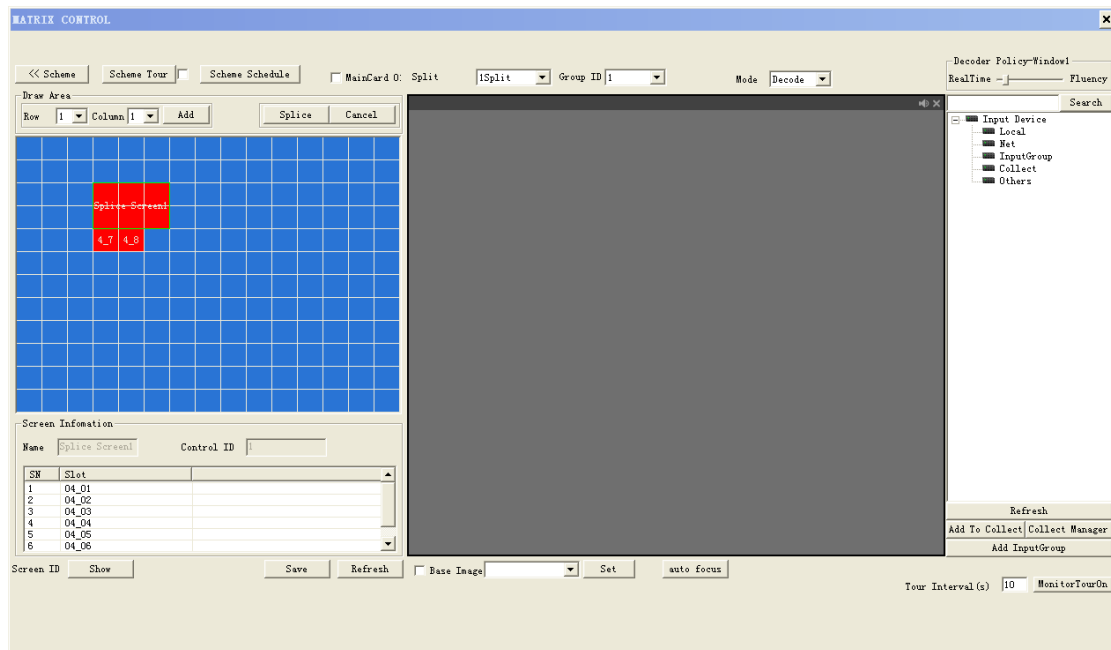 MATRIX CONTROL
<< Scheme Scheme Tour Scheme Schedule MainCard O: Split 1Split Group ID 1 Mode Decode
Decoder Policy-Window1
RealTime Fluency
Draw Area
Row 1 Column 1 Add Splice Cancel
Search
Input Device
Local
Net
InputGroup
Collect
Others
Splice Screen1
4_7 4_8
Screen Infomation
Name Splice Screen1 Control ID 1
SN Slot
1 04_01
2 04_02
3 04_03
4 04_04
5 04_05
6 04_06
Refresh
Add To Collect Collect Manager
Add InputGroup
Screen ID Show Save Refresh Base Image Set auto focus
Tour Interval(s) 10 MonitorTourOn